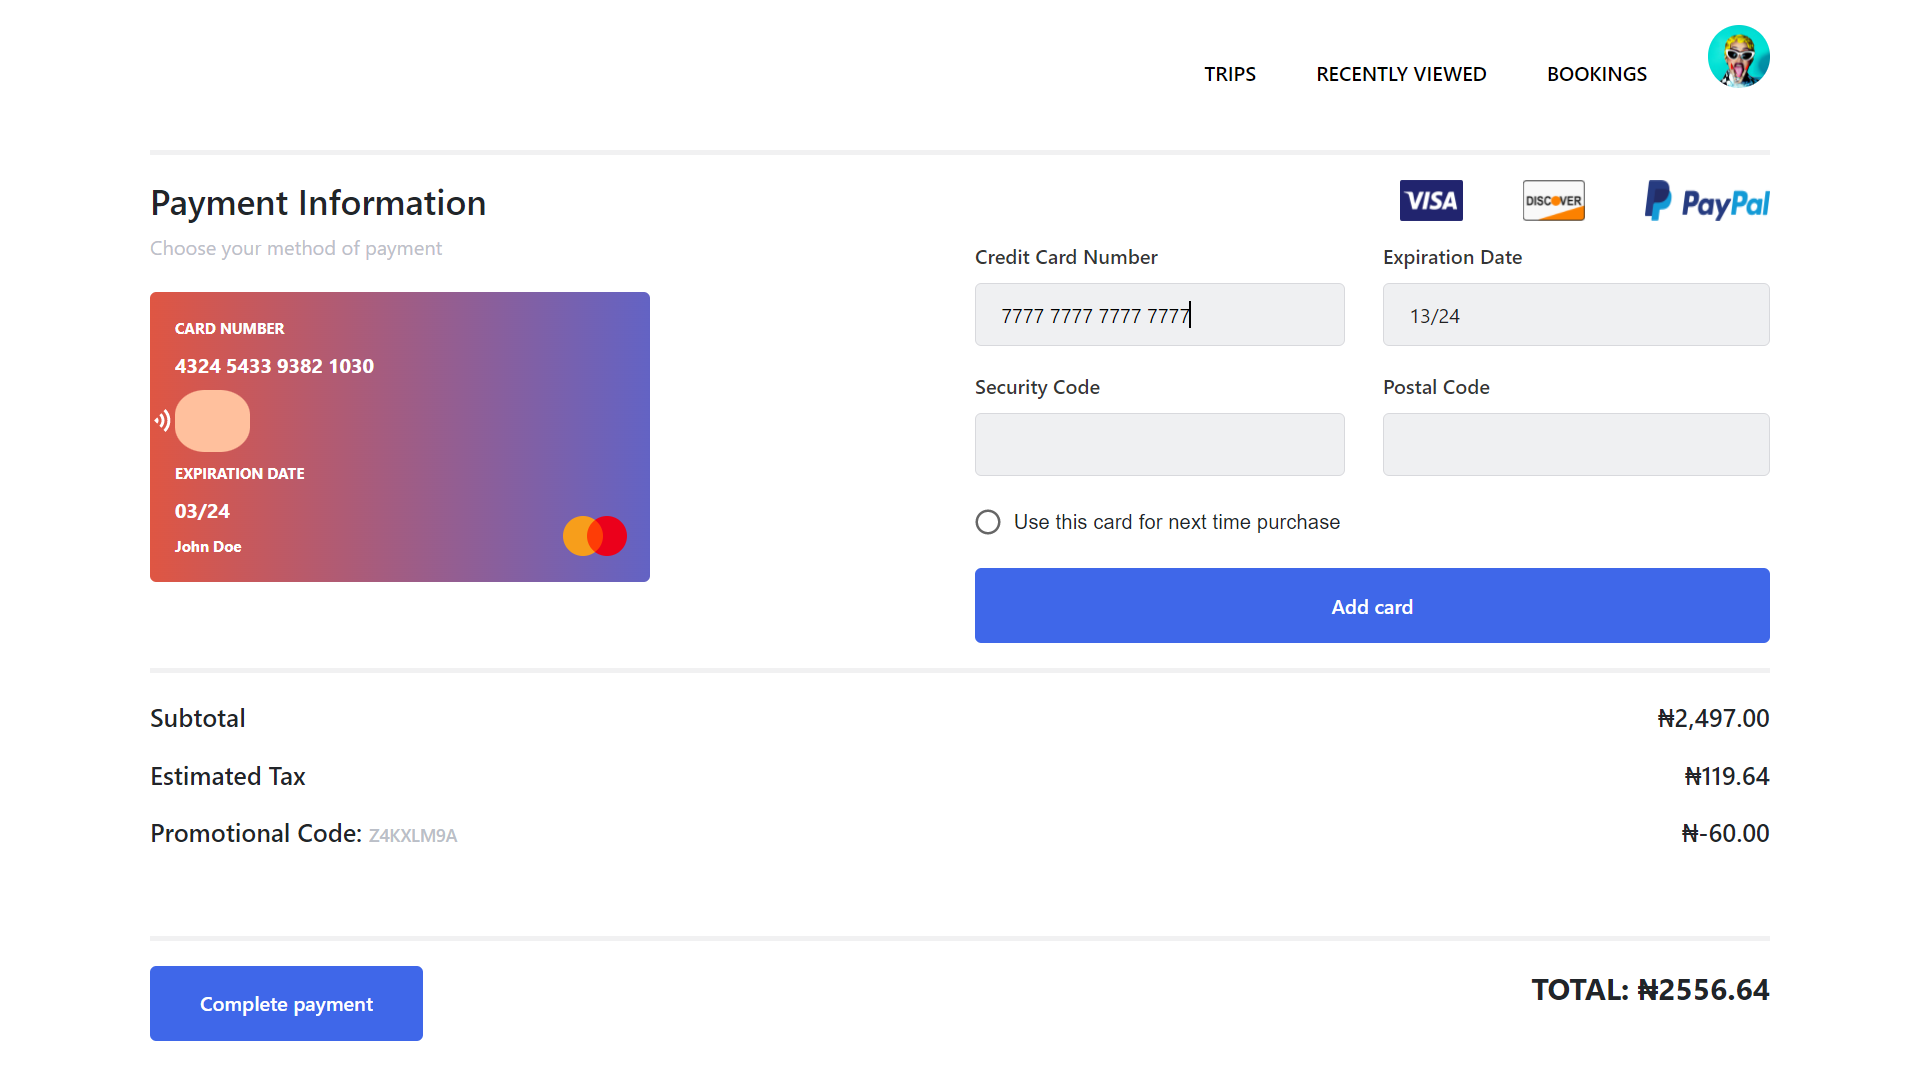 TRIPS RECENTLY VIEWED BOOKINGS
Payment Information
Choose your method of payment
CARD NUMBER
4324 5433 9382 1030
EXPIRATION DATE
03/24
John Doe
VISA DISCOVER PayPal
Credit Card Number Expiration Date
7777 7777 7777 7777 13/24
Security Code Postal Code
Use this card for next time purchase
Add card
Subtotal ₦2,497.00
Estimated Tax ₦119.64
Promotional Code: Z4KXLM9A ₦-60.00
Complete payment TOTAL: ₦2556.64